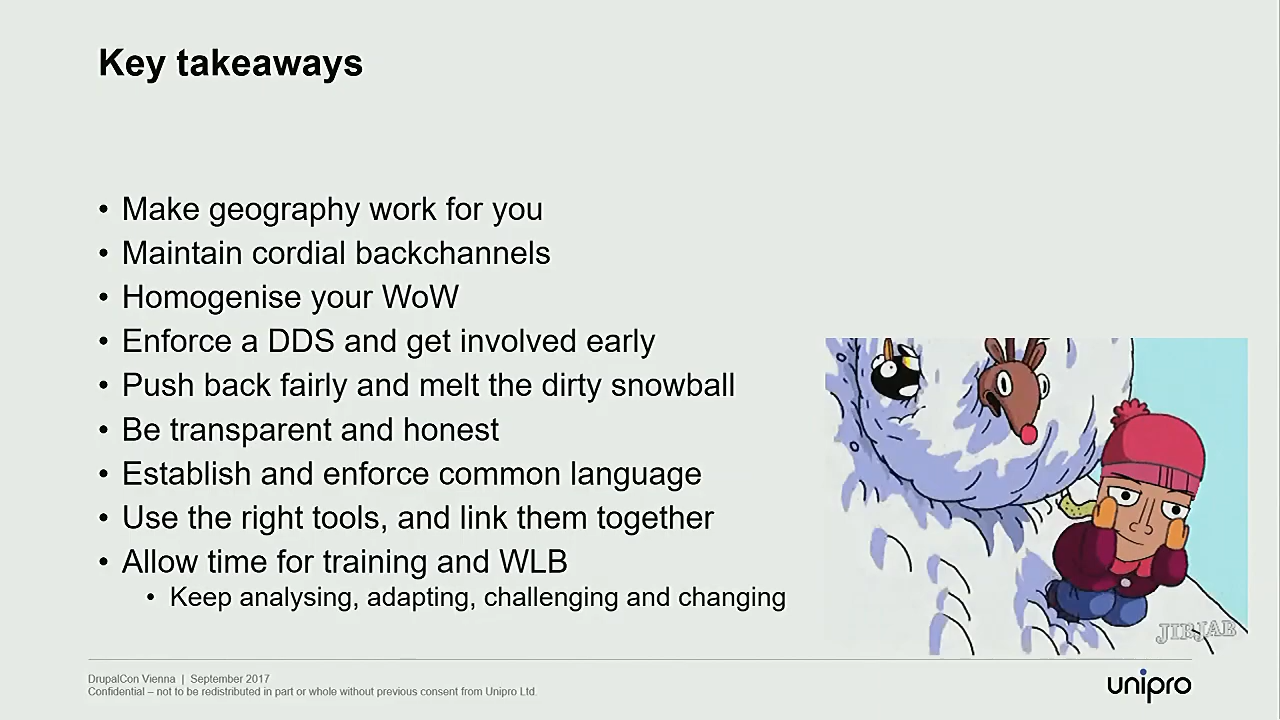 Key takeaways
• Make geography work for you
• Maintain cordial backchannels
• Homogenise your WoW
• Enforce a DDS and get involved early
• Push back fairly and melt the dirty snowball
• Be transparent and honest
• Establish and enforce common language
• Use the right tools, and link them together
• Allow time for training and WLB
• Keep analysing, adapting, challenging and changing
JIBJAB
DrupalCon Vienna | September 2017
Confidential – not to be redistributed in part or whole without previous consent from Unipro Ltd.
unipro